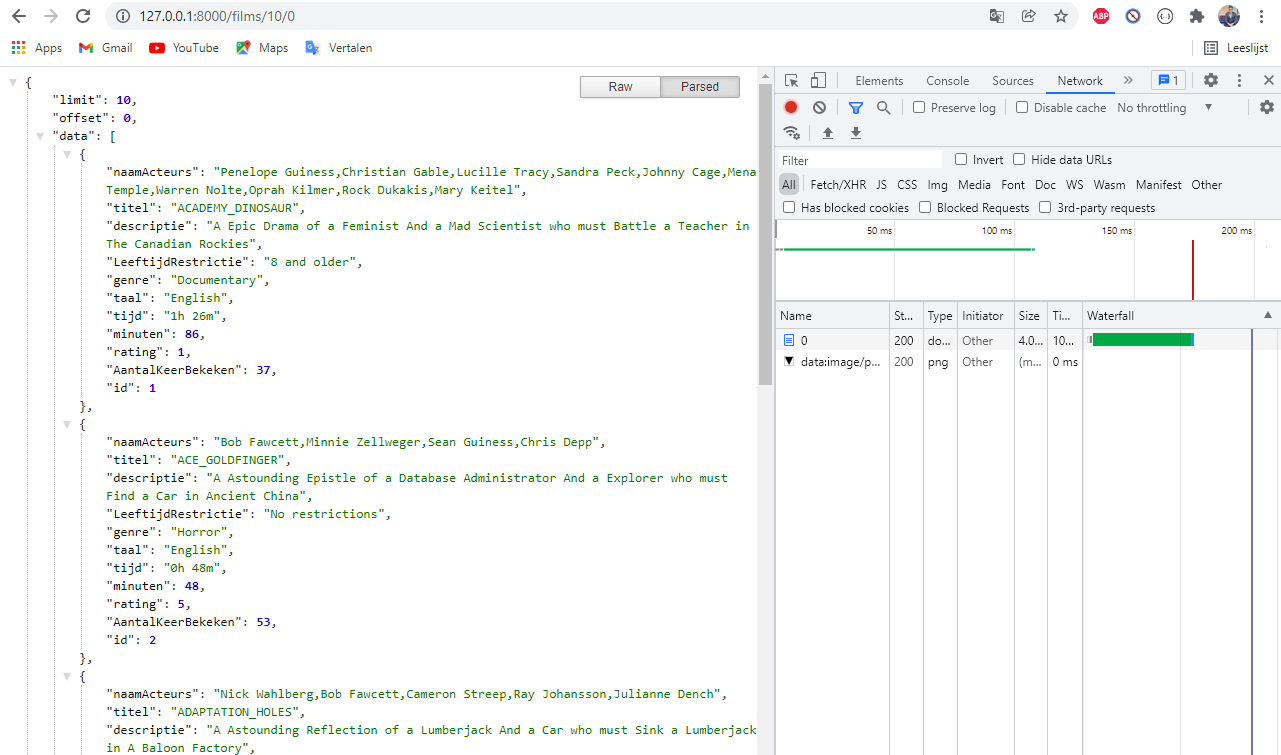 127.0.0.1:8000/films/10/0
ABP
Apps Gmail YouTube Maps Vertalen Leeslijst
Raw Parsed
{
"limit": 10,
"offset": 0,
"data": [
{
"naamActeurs": "Penelope Guiness,Christian Gable,Lucille Tracy,Sandra Peck,Johnny Cage,Mena
Temple,Warren Nolte,Oprah Kilmer,Rock Dukakis,Mary Keitel",
"titel": "ACADEMY_DINOSAUR",
"descriptie": "A Epic Drama of a Feminist And a Mad Scientist who must Battle a Teacher in
The Canadian Rockies",
"LeeftijdRestrictie": "8 and older",
"genre": "Documentary",
"taal": "English",
"tijd": "1h 26m",
"minuten": 86,
"rating": 1,
"AantalKeerBekeken": 37,
"id": 1
},
{
"naamActeurs": "Bob Fawcett,Minnie Zellweger,Sean Guiness,Chris Depp",
"titel": "ACE_GOLDFINGER",
"descriptie": "A Astounding Epistle of a Database Administrator And a Explorer who must
Find a Car in Ancient China",
"LeeftijdRestrictie": "No restrictions",
"genre": "Horror",
"taal": "English",
"tijd": "0h 48m",
"minuten": 48,
"rating": 5,
"AantalKeerBekeken": 53,
"id": 2
},
{
"naamActeurs": "Nick Wahlberg,Bob Fawcett,Cameron Streep,Ray Johansson,Julianne Dench",
"titel": "ADAPTATION_HOLES",
"descriptie": "A Astounding Reflection of a Lumberjack And a Car who must Sink a Lumberjack
in A Baloon Factory",
Elements Console Sources Network 1
Preserve log Disable cache No throttling
Filter Invert Hide data URLs
All Fetch/XHR JS CSS Img Media Font Doc WS Wasm Manifest Other
Has blocked cookies Blocked Requests 3rd-party requests
50 ms 100 ms 150 ms 200 ms
Name St... Type Initiator Size Ti... Waterfall
0 200 do... Other 4.0... 10...
data:image/p... 200 png Other (m... 0 ms